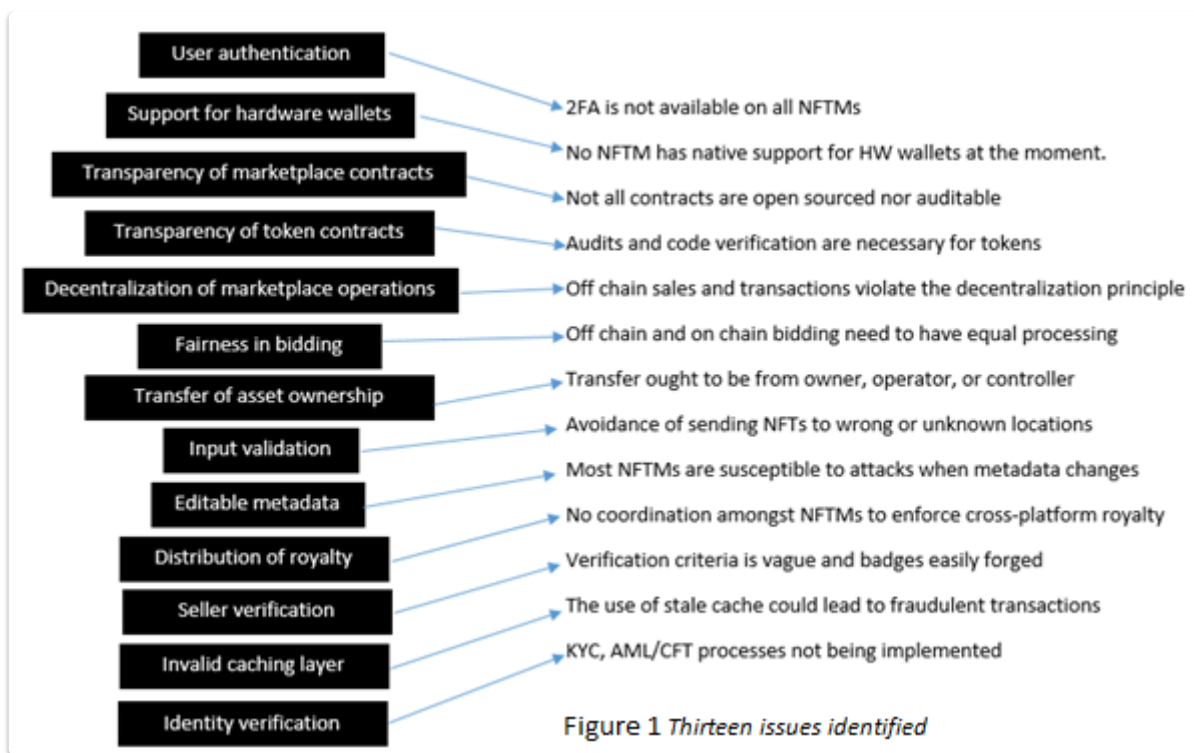 User authentication
2FA is not available on all NFTMs
Support for hardware wallets
No NFTM has native support for HW wallets at the moment.
Transparency of marketplace contracts
Not all contracts are open sourced nor auditable
Transparency of token contracts
Audits and code verification are necessary for tokens
Decentralization of marketplace operations
Off chain sales and transactions violate the decentralization principle
Fairness in bidding
Off chain and on chain bidding need to have equal processing
Transfer of asset ownership
Transfer ought to be from owner, operator, or controller
Input validation
Avoidance of sending NFTs to wrong or unknown locations
Editable metadata
Most NFTMs are susceptible to attacks when metadata changes
Distribution of royalty
No coordination amongst NFTMs to enforce cross-platform royalty
Seller verification
Verification criteria is vague and badges easily forged
Invalid caching layer
The use of stale cache could lead to fraudulent transactions
Identity verification
KYC, AML/CFT processes not being implemented
Figure 1 Thirteen issues identified